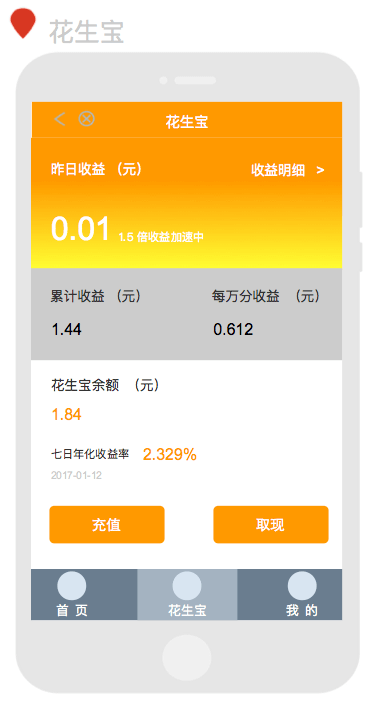 花生宝
花生宝
昨日收益 （元） 收益明细 >
0.01 1.5 倍收益加速中
累计收益 （元） 每万分收益 （元）
1.44 0.612
花生宝余额 （元）
1.84
七日年化收益率 2.329%
2017-01-12
充值 取现
首 页 花生宝 我 的